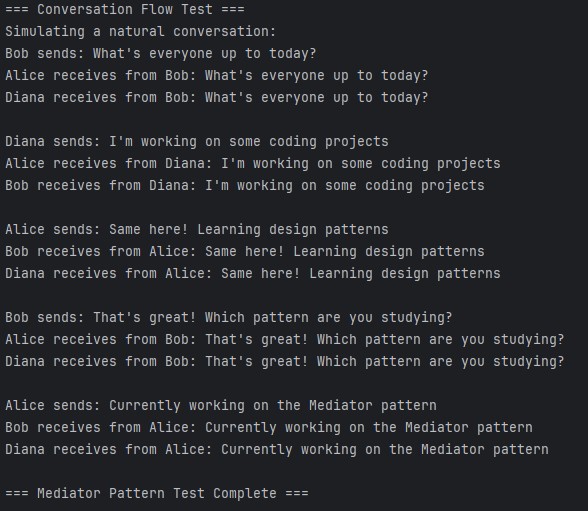 === Conversation Flow Test ===
Simulating a natural conversation:
Bob sends: What's everyone up to today?
Alice receives from Bob: What's everyone up to today?
Diana receives from Bob: What's everyone up to today?

Diana sends: I'm working on some coding projects
Alice receives from Diana: I'm working on some coding projects
Bob receives from Diana: I'm working on some coding projects

Alice sends: Same here! Learning design patterns
Bob receives from Alice: Same here! Learning design patterns
Diana receives from Alice: Same here! Learning design patterns

Bob sends: That's great! Which pattern are you studying?
Alice receives from Bob: That's great! Which pattern are you studying?
Diana receives from Bob: That's great! Which pattern are you studying?

Alice sends: Currently working on the Mediator pattern
Bob receives from Alice: Currently working on the Mediator pattern
Diana receives from Alice: Currently working on the Mediator pattern

=== Mediator Pattern Test Complete ===